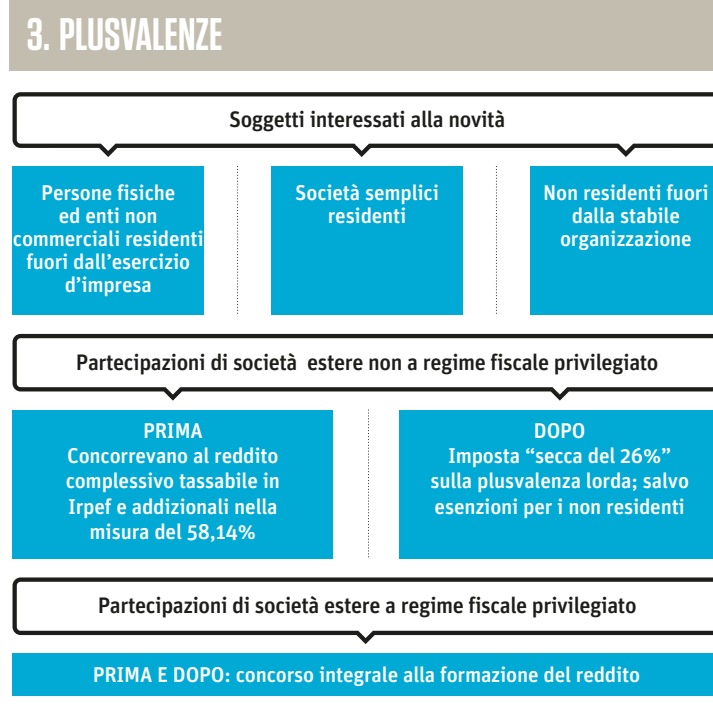 3. PLUSVALENZE
Soggetti interessati alla novità
Persone fisiche
ed enti non
commerciali residenti
fuori dall'esercizio
d'impresa
Società semplici
residenti
Non residenti fuori
dalla stabile
organizzazione
Partecipazioni di società estere non a regime fiscale privilegiato
PRIMA
Concorrevano al reddito
complessivo tassabile in
Irpef e addizionali nella
misura del 58,14%
DOPO
Imposta “secca del 26%”
sulla plusvalenza lorda; salvo
esenzioni per i non residenti
Partecipazioni di società estere a regime fiscale privilegiato
PRIMA E DOPO: concorso integrale alla formazione del reddito